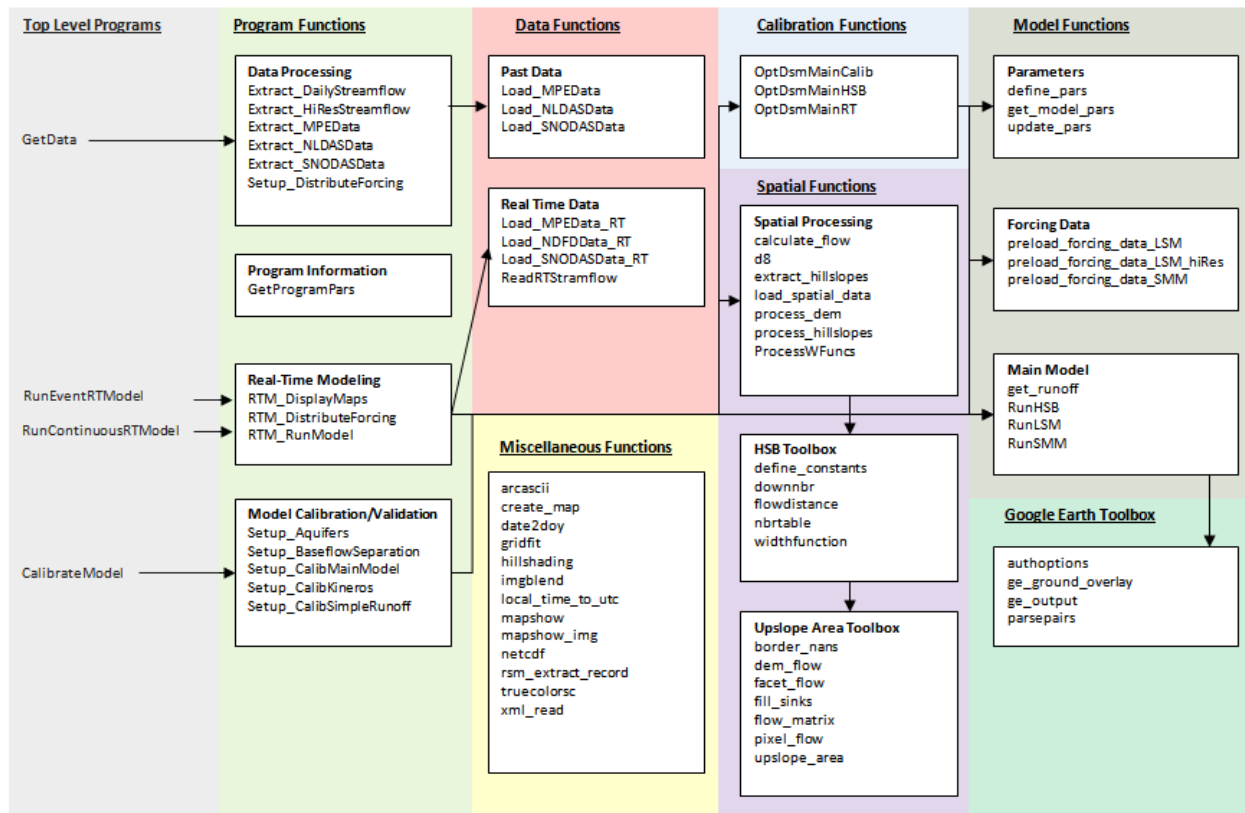 Top Level Programs
GetData
RunEventRTModel
RunContinuousRTModel
CalibrateModel
Program Functions
Data Processing
Extract_DailyStreamflow
Extract_HiResStreamflow
Extract_MPEData
Extract_NLDASData
Extract_SNODASData
Setup_DistributeForcing
Program Information
GetProgramPars
Real-Time Modeling
RTM_DisplayMaps
RTM_DistributeForcing
RTM_RunModel
Model Calibration/Validation
Setup_Aquifers
Setup_BaseflowSeparation
Setup_CalibMainModel
Setup_CalibKineros
Setup_CalibSimpleRunoff
Data Functions
Past Data
Load_MPEData
Load_NLDASData
Load_SNODASData
Real Time Data
Load_MPEData_RT
Load_NDFDData_RT
Load_SNODASData_RT
ReadRTStramflow
Miscellaneous Functions
arcascii
create_map
date2doy
gridfit
hillshading
imgblend
local_time_to_utc
mapshow
mapshow_img
netcdf
rsm_extract_record
truecolorsc
xml_read
Calibration Functions
OptDsmMainCalib
OptDsmMainHSB
OptDsmMainRT
Spatial Functions
Spatial Processing
calculate_flow
d8
extract_hillslopes
load_spatial_data
process_dem
process_hillslopes
ProcessWFuncs
HSB Toolbox
define_constants
downnbr
flowdistance
nbrtable
widthfunction
Upslope Area Toolbox
border_nans
dem_flow
facet_flow
fill_sinks
flow_matrix
pixel_flow
upslope_area
Model Functions
Parameters
define_pars
get_model_pars
update_pars
Forcing Data
preload_forcing_data_LSM
preload_forcing_data_LSM_hiRes
preload_forcing_data_SMM
Main Model
get_runoff
RunHSB
RunLSM
RunSMM
Google Earth Toolbox
authoptions
ge_ground_overlay
ge_output
parsepairs